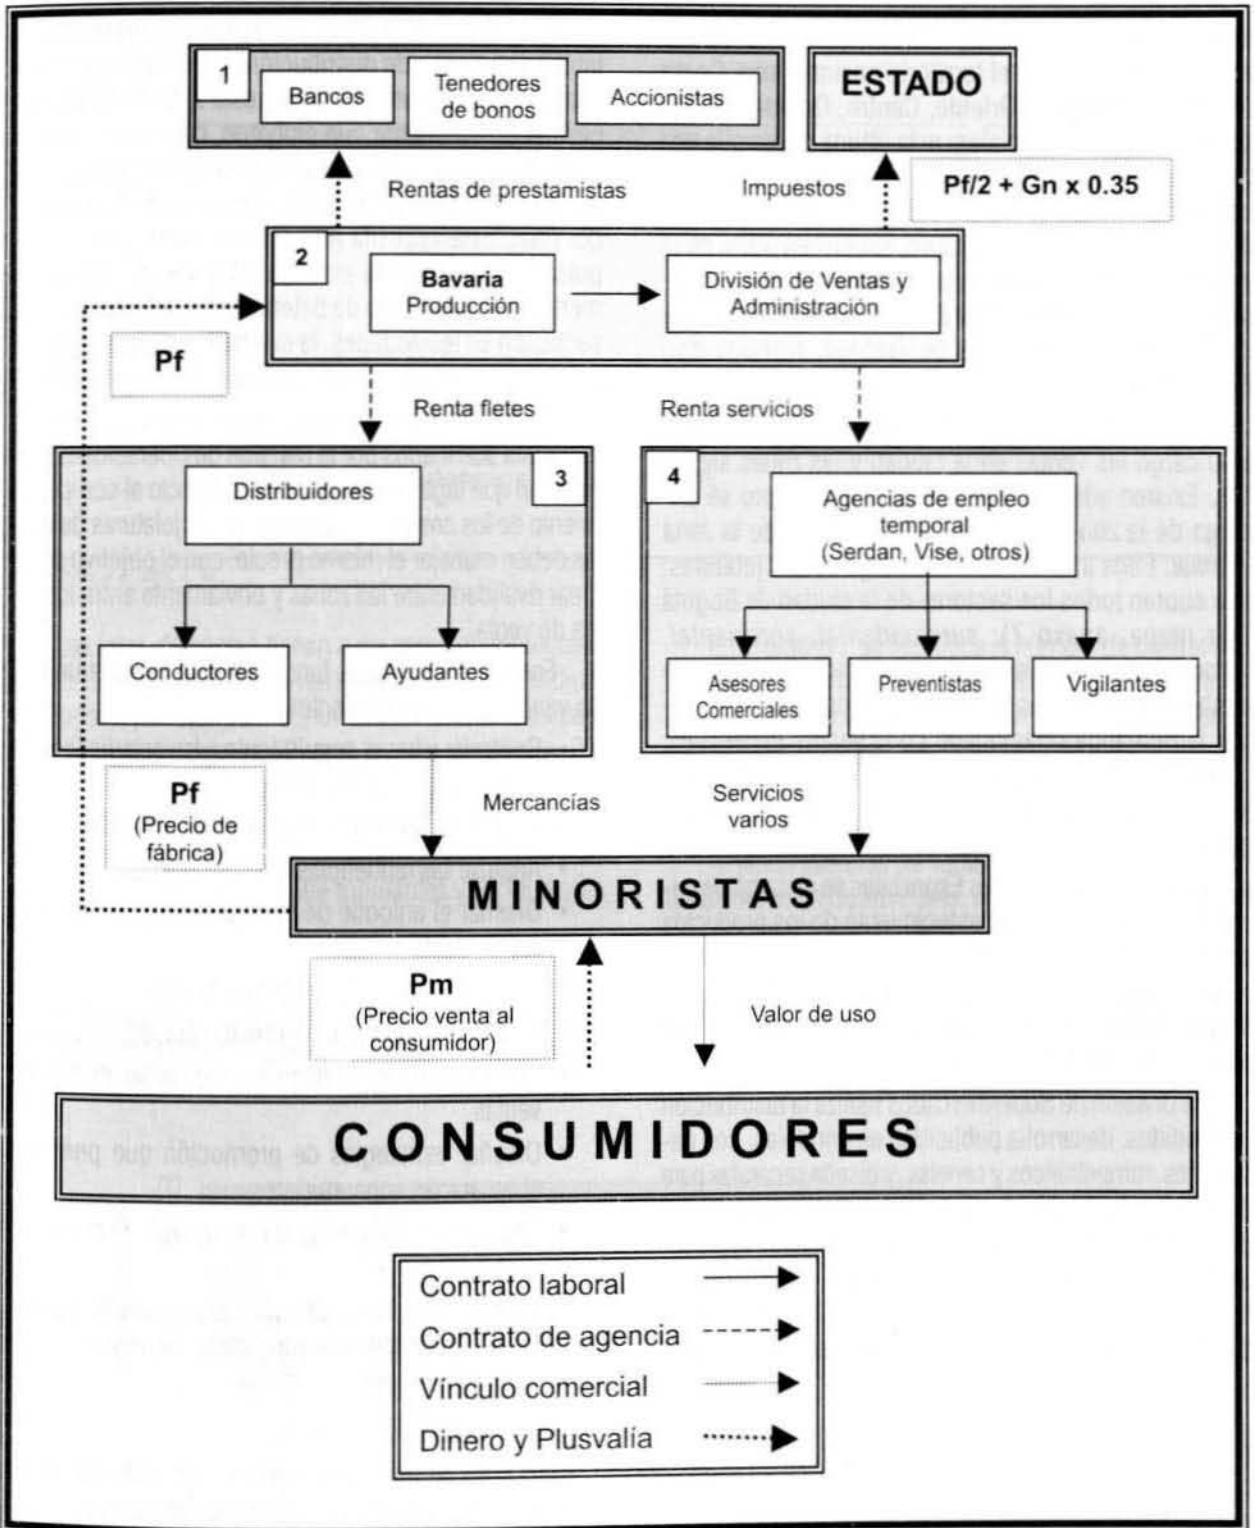 1
Bancos
Tenedores
de bonos
Accionistas
ESTADO
Rentas de prestamistas
Impuestos
Pf/2 + Gn x 0.35
2
Bavaria
Producción
División de Ventas y
Administración
Pf
Renta fletes
Renta servicios
Distribuidores
3
4
Agencias de empleo
temporal
(Serdan, Vise, otros)
Conductores
Ayudantes
Asesores
Comerciales
Preventistas
Vigilantes
Pf
(Precio de
fábrica)
Mercancías
Servicios
varios
MINORISTAS
Pm
(Precio venta al
consumidor)
Valor de uso
CONSUMIDORES
Contrato laboral
Contrato de agencia
Vínculo comercial
Dinero y Plusvalía